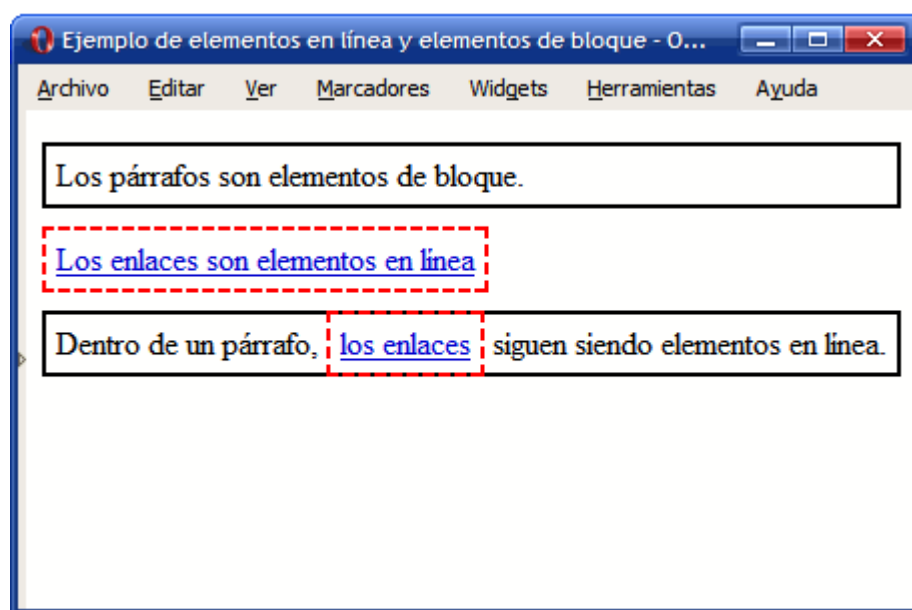 Ejemplo de elementos en línea y elementos de bloque - O...
Archivo Editar Ver Marcadores Widgets Herramientas Ayuda
Los párrafos son elementos de bloque.
Los enlaces son elementos en línea
Dentro de un párrafo, los enlaces siguen siendo elementos en línea.